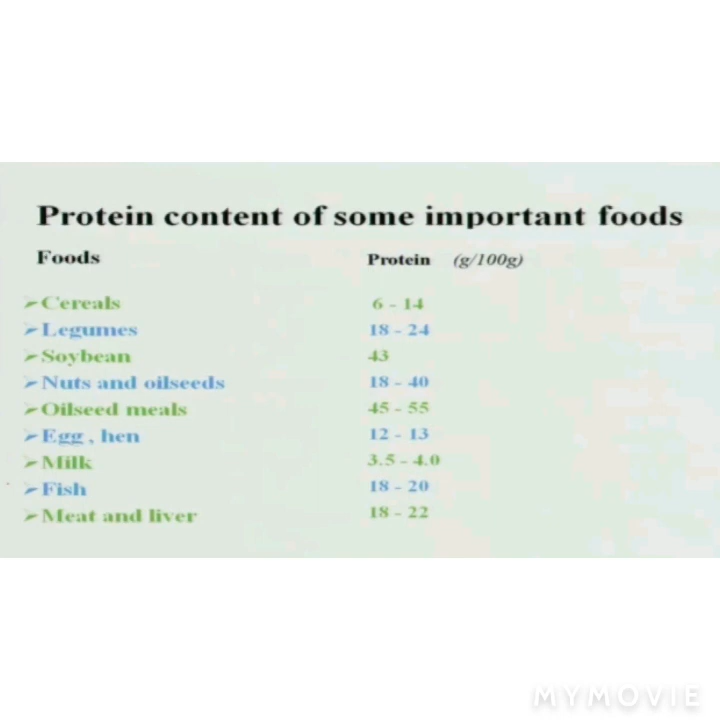 Protein content of some important foods
Foods Protein (g/100g)
➢Cereals 6 - 14
➢Legumes 18 - 24
➢Soybean 43
➢Nuts and oilseeds 18 - 40
➢Oilseed meals 45 - 55
➢Egg , hen 12 - 13
➢Milk 3.5 - 4.0
➢Fish 18 - 20
➢Meat and liver 18 - 22
MYMOVIE